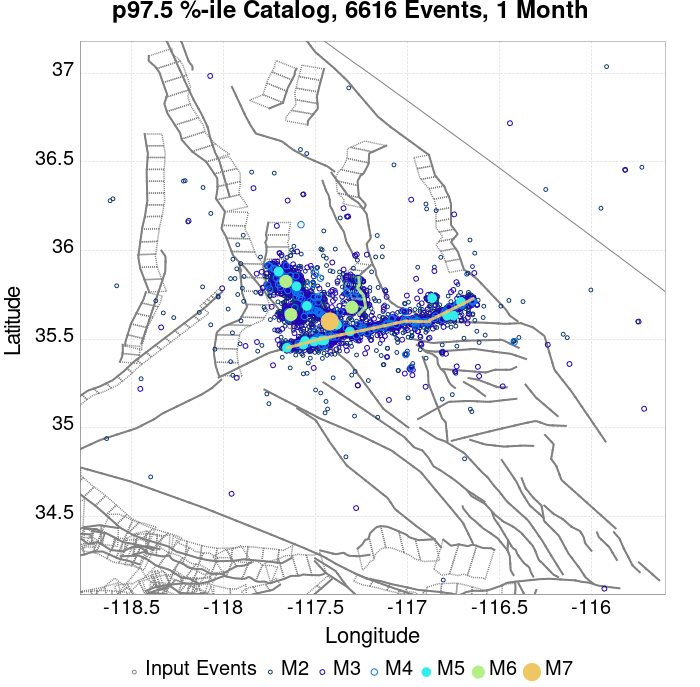 p97.5 %-ile Catalog, 6616 Events, 1 Month
37
36.5
36
35.5
35
34.5
Latitude
-118.5 -118 -117.5 -117 -116.5 -116
Longitude
Input Events M2 M3 M4 M5 M6 M7